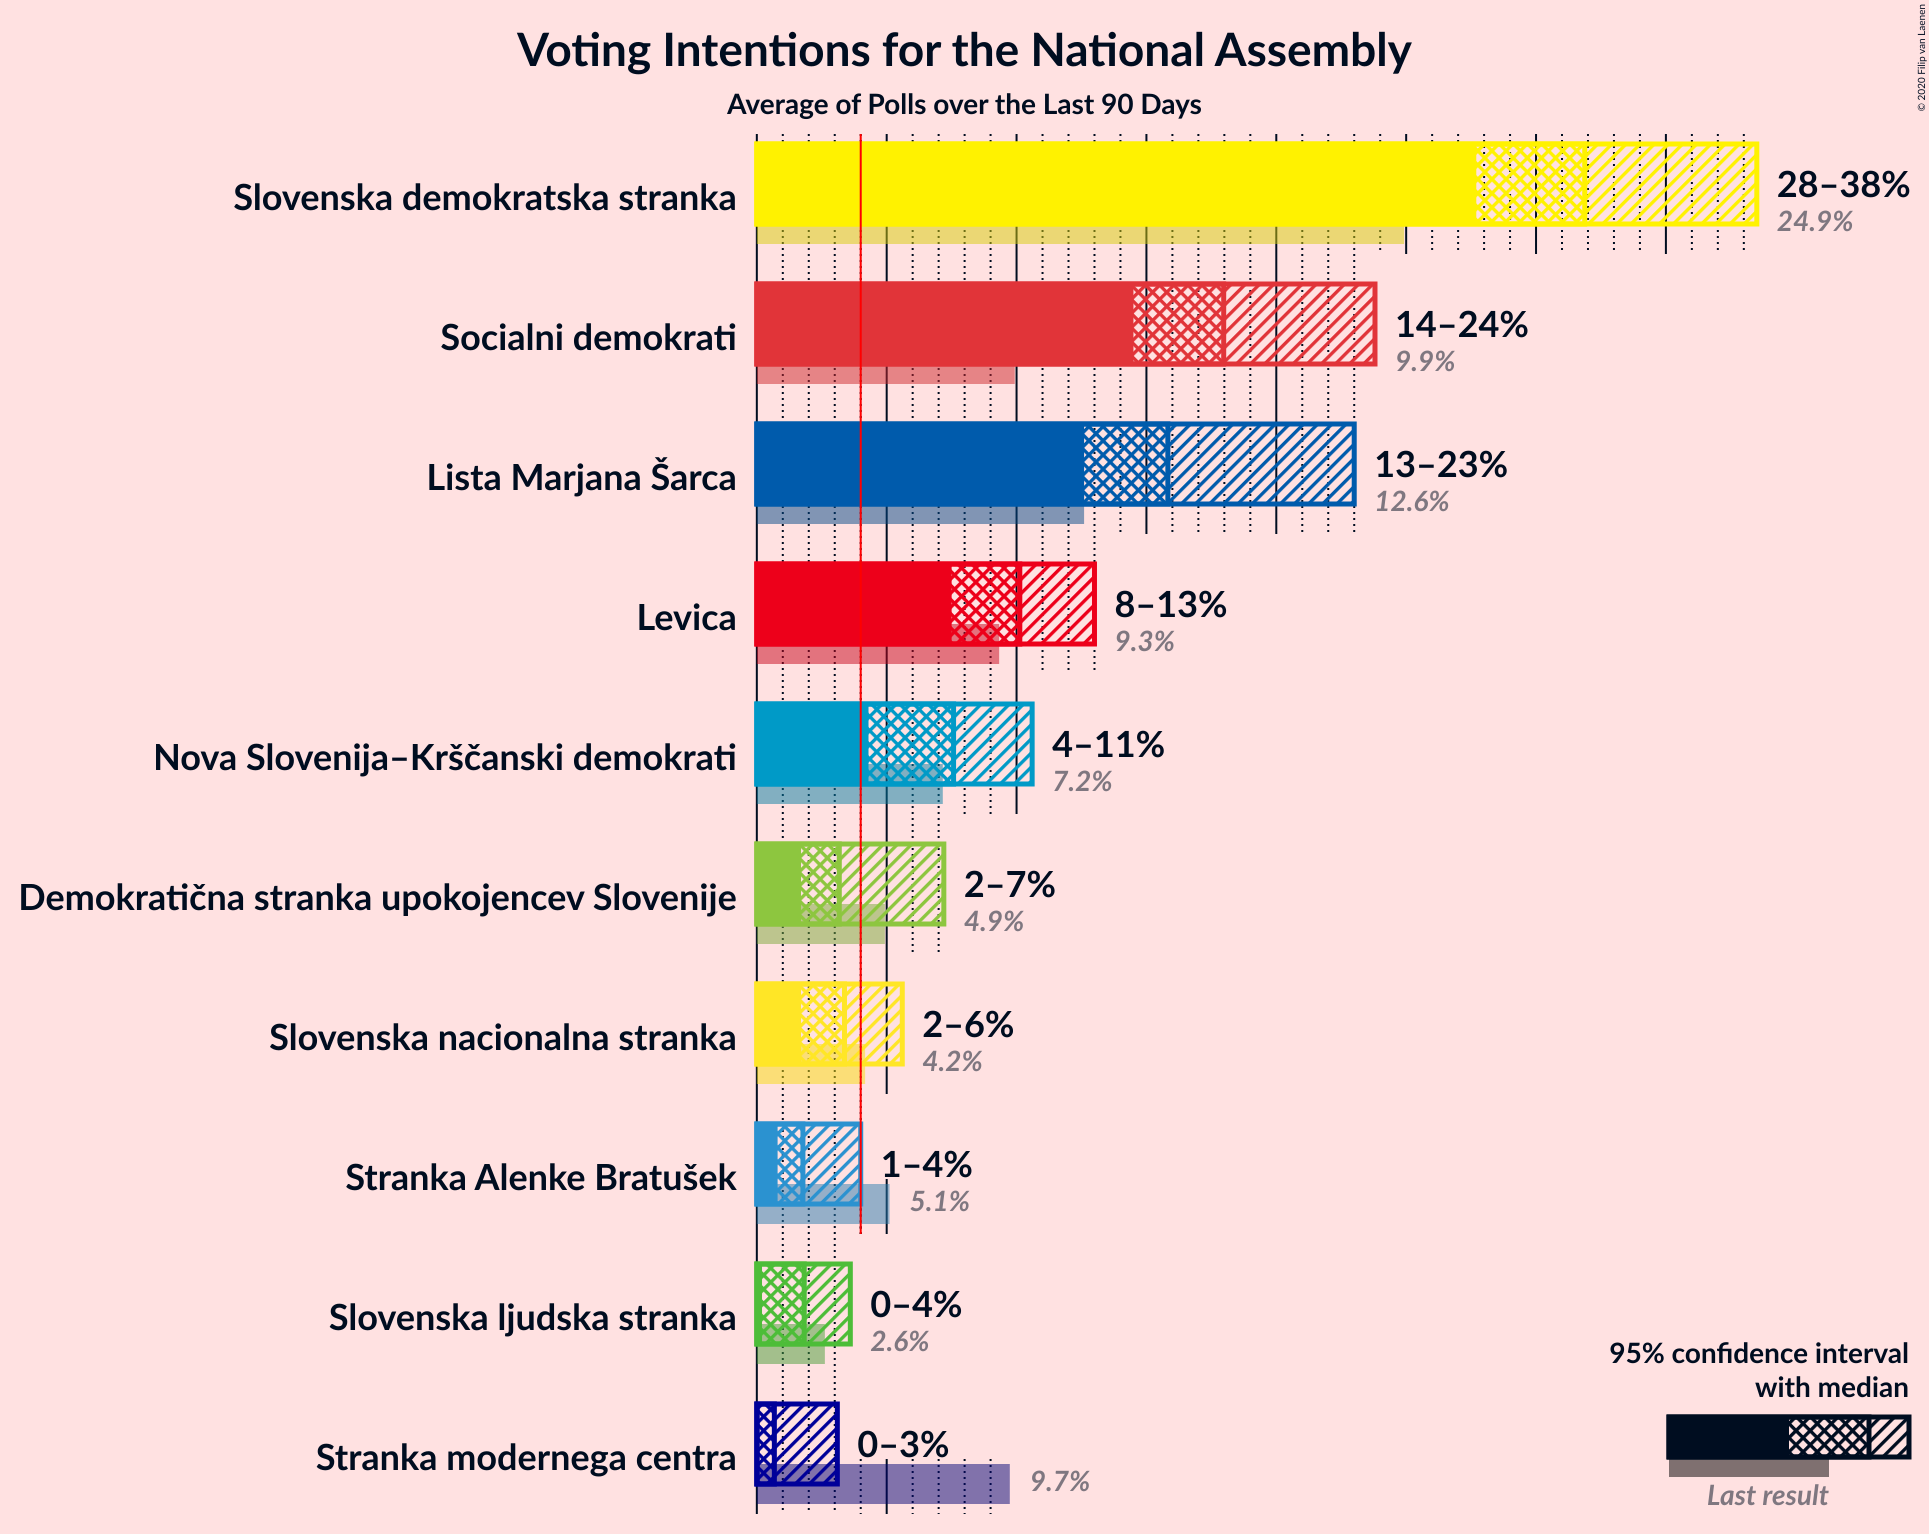 Voting Intentions for the National Assembly
Average of Polls over the Last 90 Days
© 2020 Filip van Laenen
Slovenska demokratska stranka
28–38%
24.9%
Socialni demokrati
14–24%
9.9%
Lista Marjana Šarca
13–23%
12.6%
Levica
8–13%
9.3%
Nova Slovenija–Krščanski demokrati
4–11%
7.2%
Demokratična stranka upokojencev Slovenije
2–7%
4.9%
Slovenska nacionalna stranka
2–6%
4.2%
Stranka Alenke Bratušek
1–4%
5.1%
Slovenska ljudska stranka
0–4%
2.6%
Stranka modernega centra
0–3%
9.7%
95% confidence interval
with median
Last result